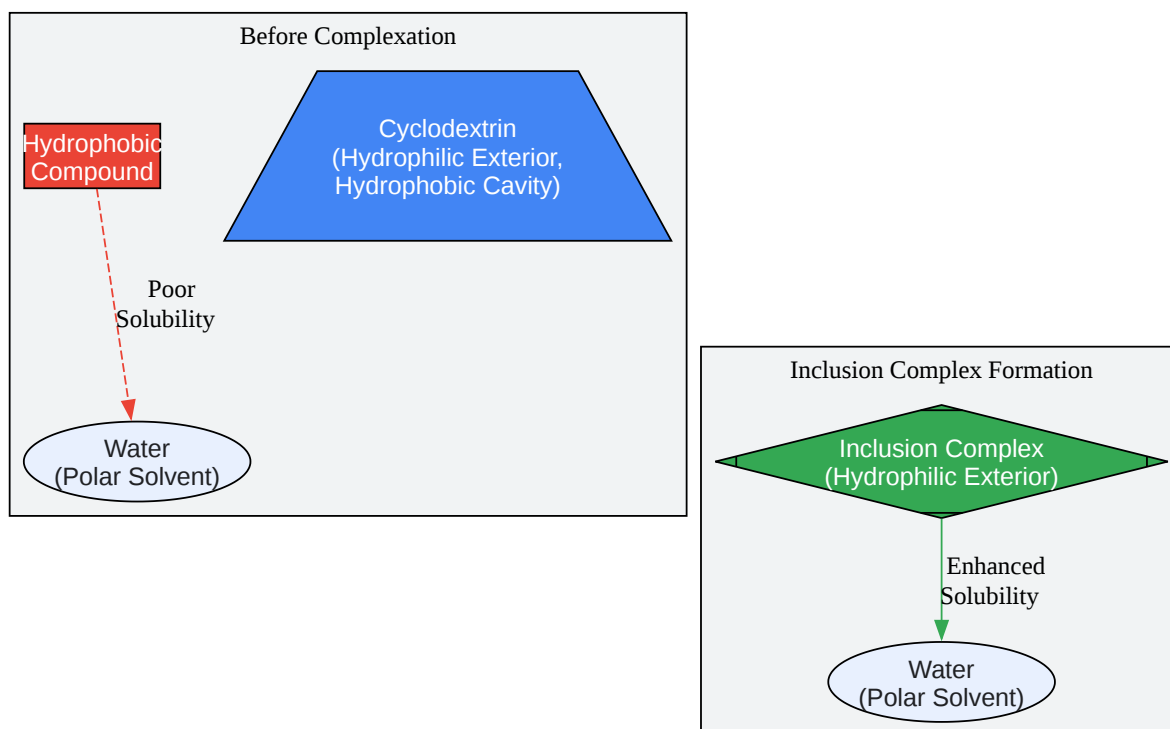 Before Complexation
Hydrophobic
Compound
Cyclodextrin
(Hydrophilic Exterior,
Hydrophobic Cavity)
Poor
Solubility
Water
(Polar Solvent)
Inclusion Complex Formation
Inclusion Complex
(Hydrophilic Exterior)
Enhanced
Solubility
Water
(Polar Solvent)